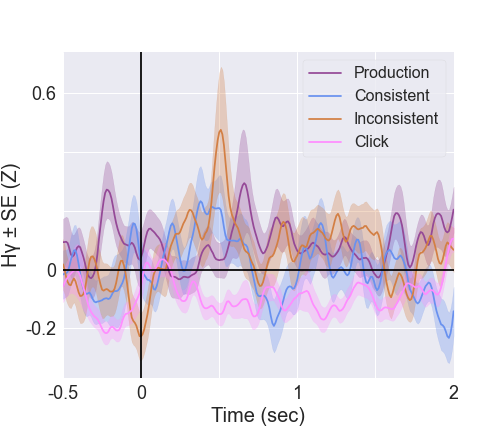 Production
Consistent
Inconsistent
Click
0.6
0
-0.2
Hγ ± SE (Z)
-0.5
0
1
2
Time (sec)